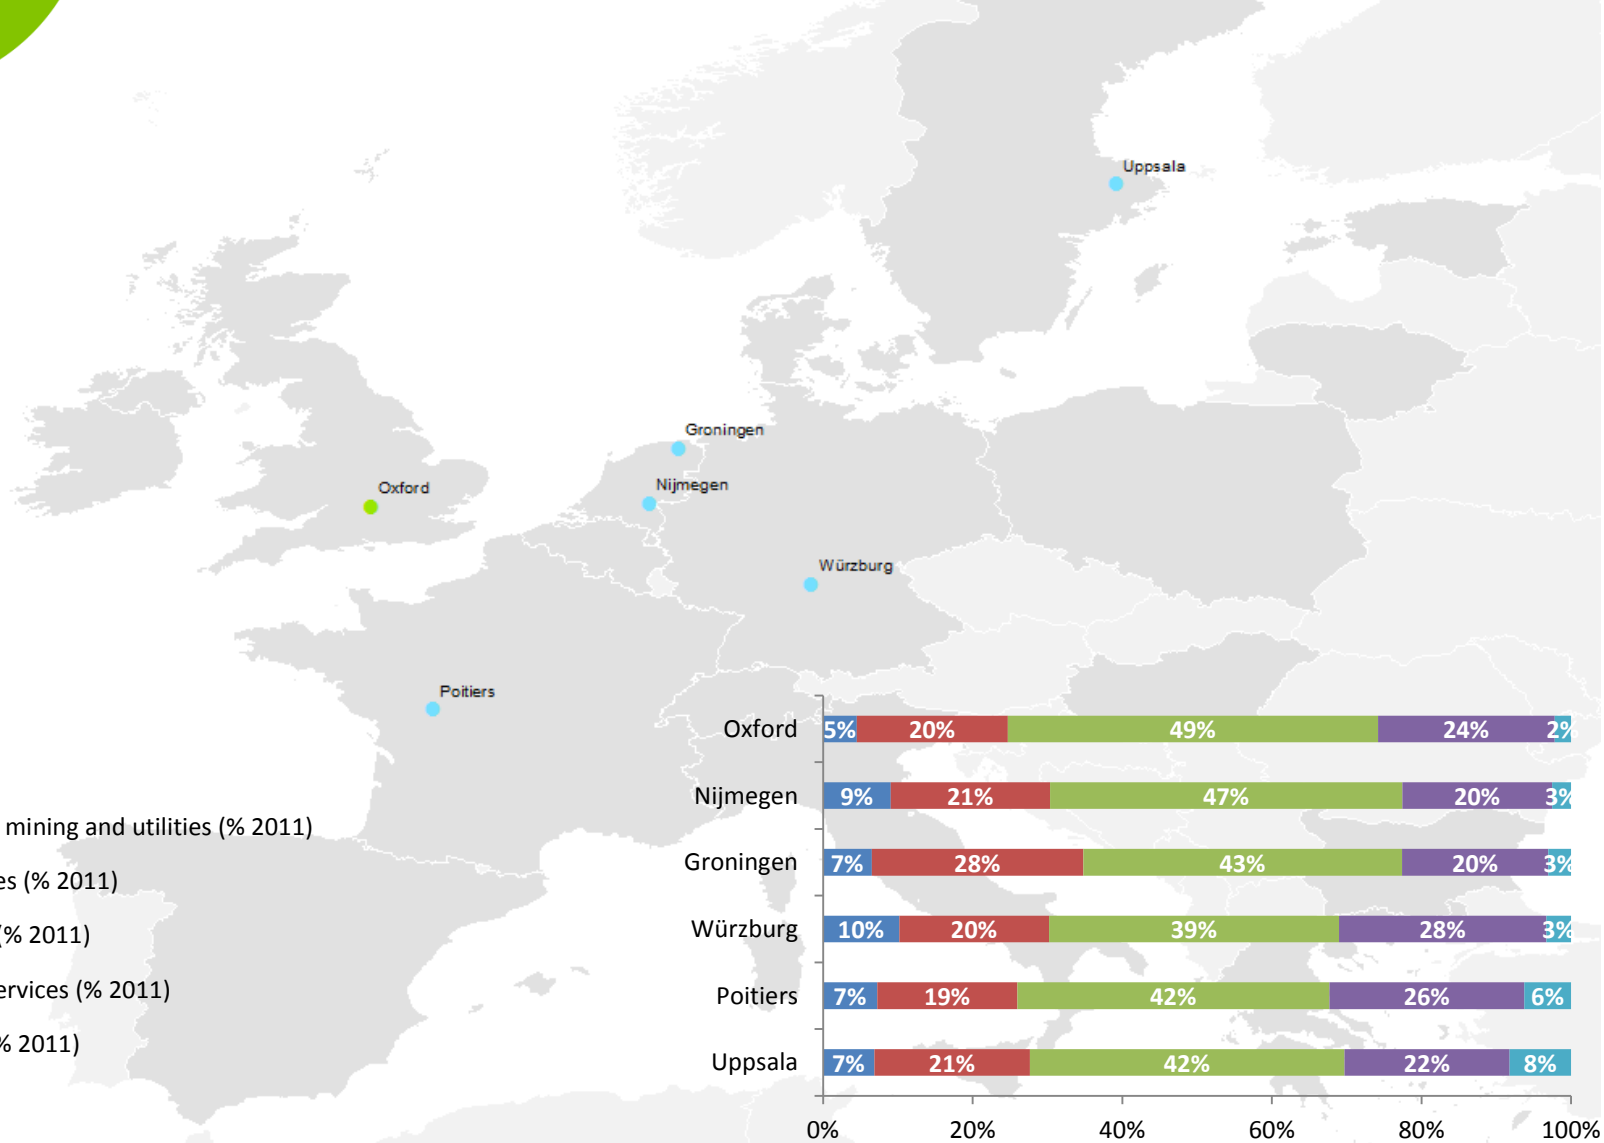 Uppsala
Groningen
Nijmegen
Oxford
Würzburg
Poitiers
mining and utilities (% 2011)
es (% 2011)
(% 2011)
ervices (% 2011)
% 2011)
Oxford 5% 20% 49% 24% 2%
Nijmegen 9% 21% 47% 20% 3%
Groningen 7% 28% 43% 20% 3%
Würzburg 10% 20% 39% 28% 3%
Poitiers 7% 19% 42% 26% 6%
Uppsala 7% 21% 42% 22% 8%
0% 20% 40% 60% 80% 100%